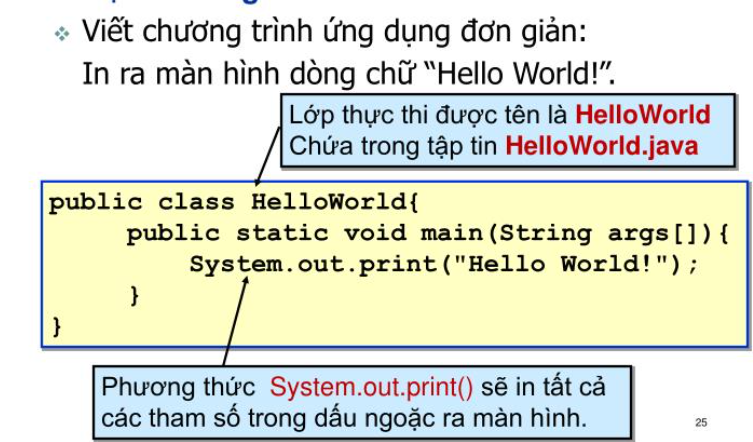 Viết chương trình ứng dụng đơn giản:
In ra màn hình dòng chữ “Hello World!”.
Lớp thực thi được tên là HelloWorld
Chứa trong tập tin HelloWorld.java
public class HelloWorld{
public static void main(String args[]){
System.out.print("Hello World!");
}
}
Phương thức System.out.print() sẽ in tất cả
các tham số trong dấu ngoặc ra màn hình.
25